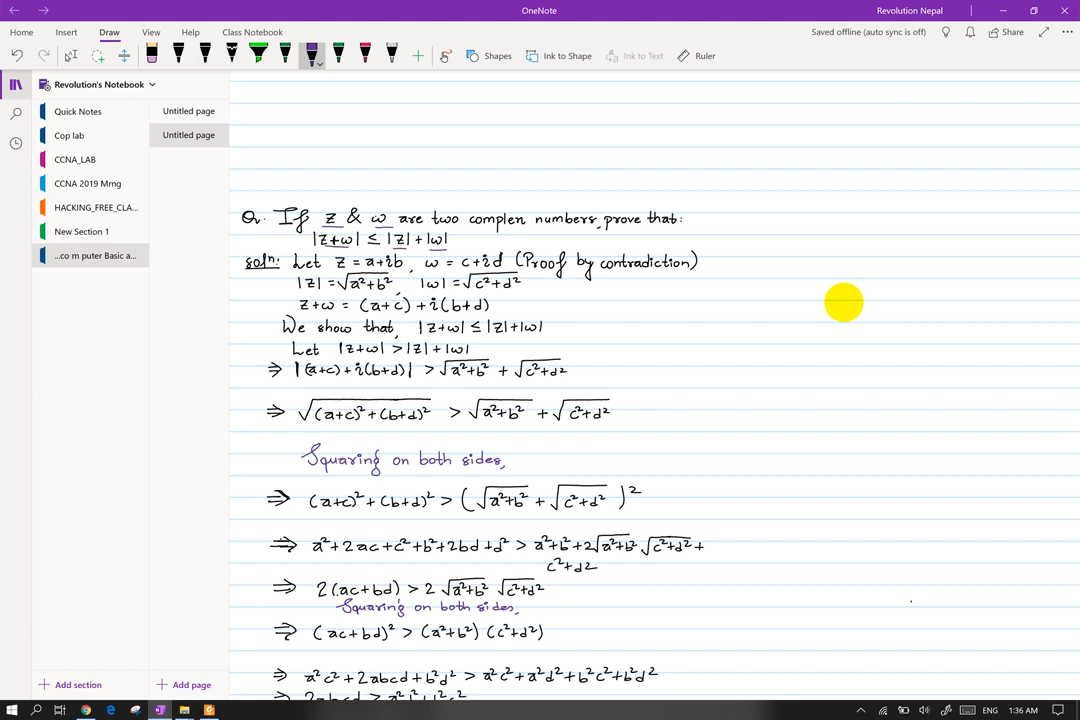 OneNote
Revolution Nepal
Home Insert Draw View Help Class Notebook
Saved offline (auto sync is off)
Share
Shapes
Ink to Shape
Ink to Text
Ruler
Revolution's Notebook
Quick Notes
Cop lab
CCNA_LAB
CCNA 2019 Mrng
HACKING_FREE_CLA...
New Section 1
...co m puter Basic a...
Untitled page
Untitled page
Q. If z & ω are two complex numbers, prove that:
|z+ω| ≤ |z|+|ω|
solⁿ: Let z = a+ib, ω = c+id (Proof by contradiction)
|z| = √(a²+b²), |ω| = √(c²+d²)
z+ω = (a+c)+i(b+d)
We show that, |z+ω| ≤ |z|+|ω|
Let |z+ω| > |z|+|ω|
⇒ |(a+c)+i(b+d)| > √(a²+b²) + √(c²+d²)
⇒ √((a+c)²+(b+d)²) > √(a²+b²) + √(c²+d²)
Squaring on both sides,
⇒ (a+c)²+(b+d)² > (√(a²+b²) + √(c²+d²))²
⇒ a²+2ac+c²+b²+2bd+d² > a²+b²+2√(a²+b²) √(c²+d²)+
c²+d²
⇒ 2(ac+bd) > 2 √(a²+b²) √(c²+d²)
Squaring on both sides,
⇒ (ac+bd)² > (a²+b²) (c²+d²)
⇒ a²c²+2abcd+b²d² > a²c²+a²d²+b²c²+b²d²
Add section
Add page
ENG
1:36 AM